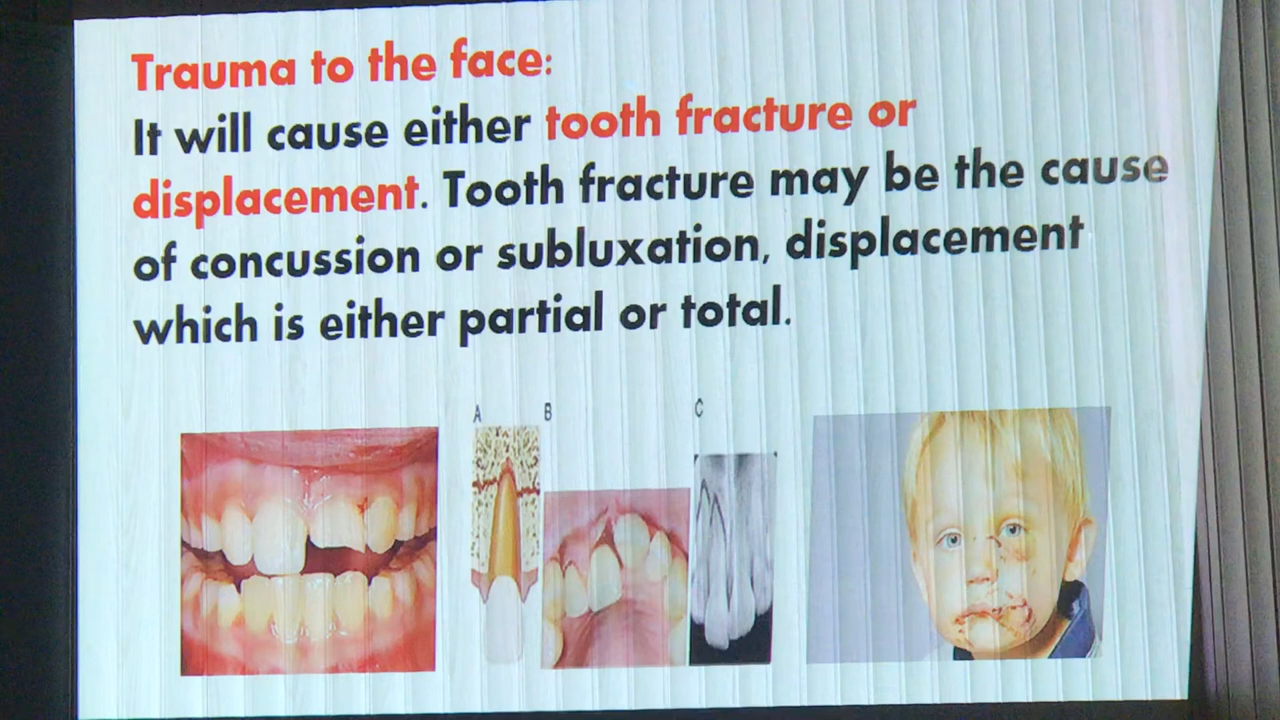 Trauma to the face:
It will cause either tooth fracture or
displacement. Tooth fracture may be the cause
of concussion or subluxation, displacement
which is either partial or total.
A B C